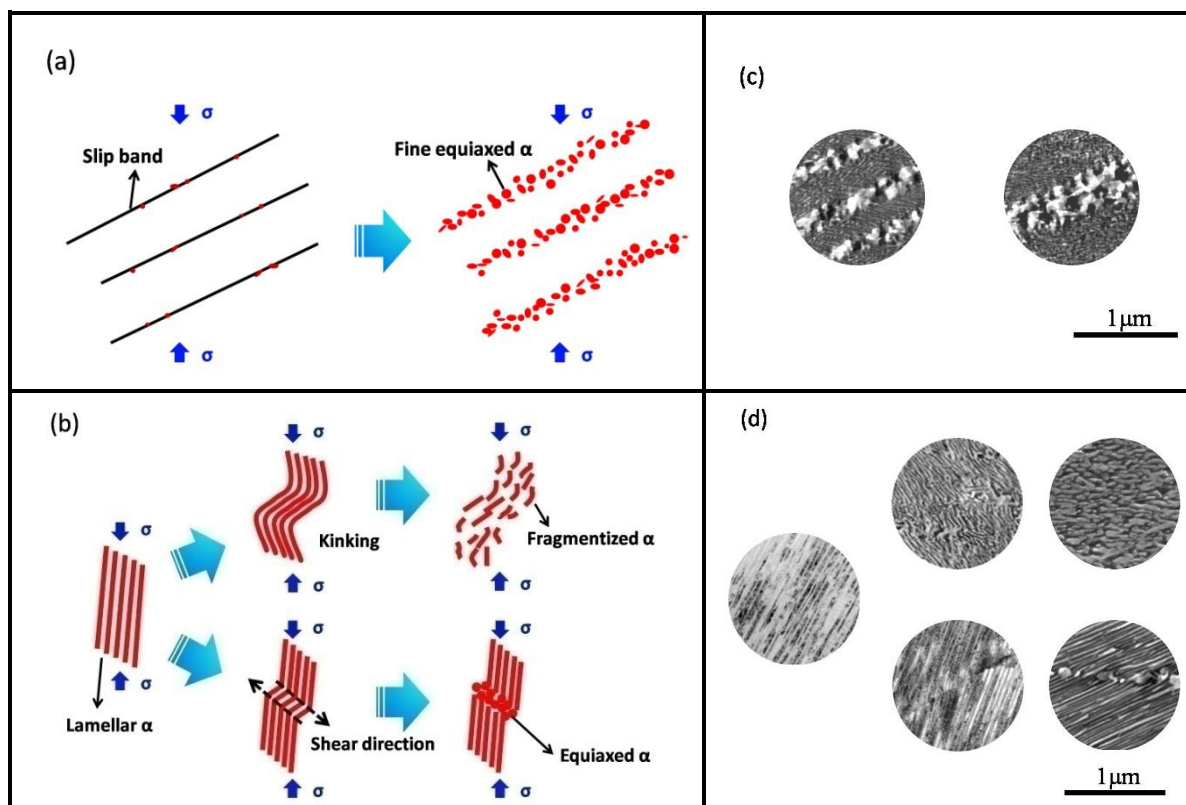 (a)
σ
σ
Slip band
Fine equiaxed α
σ
σ
(c)
1μm
(b)
σ
σ
σ
Kinking
Fragmentized α
σ
σ
σ
σ
σ
Lamellar α
Shear direction
Equiaxed α
σ
σ
(d)
1μm